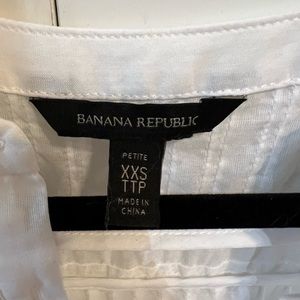 BANANA REPUBLIC
PETITE
XXS
TTP
MADE IN
CHINA